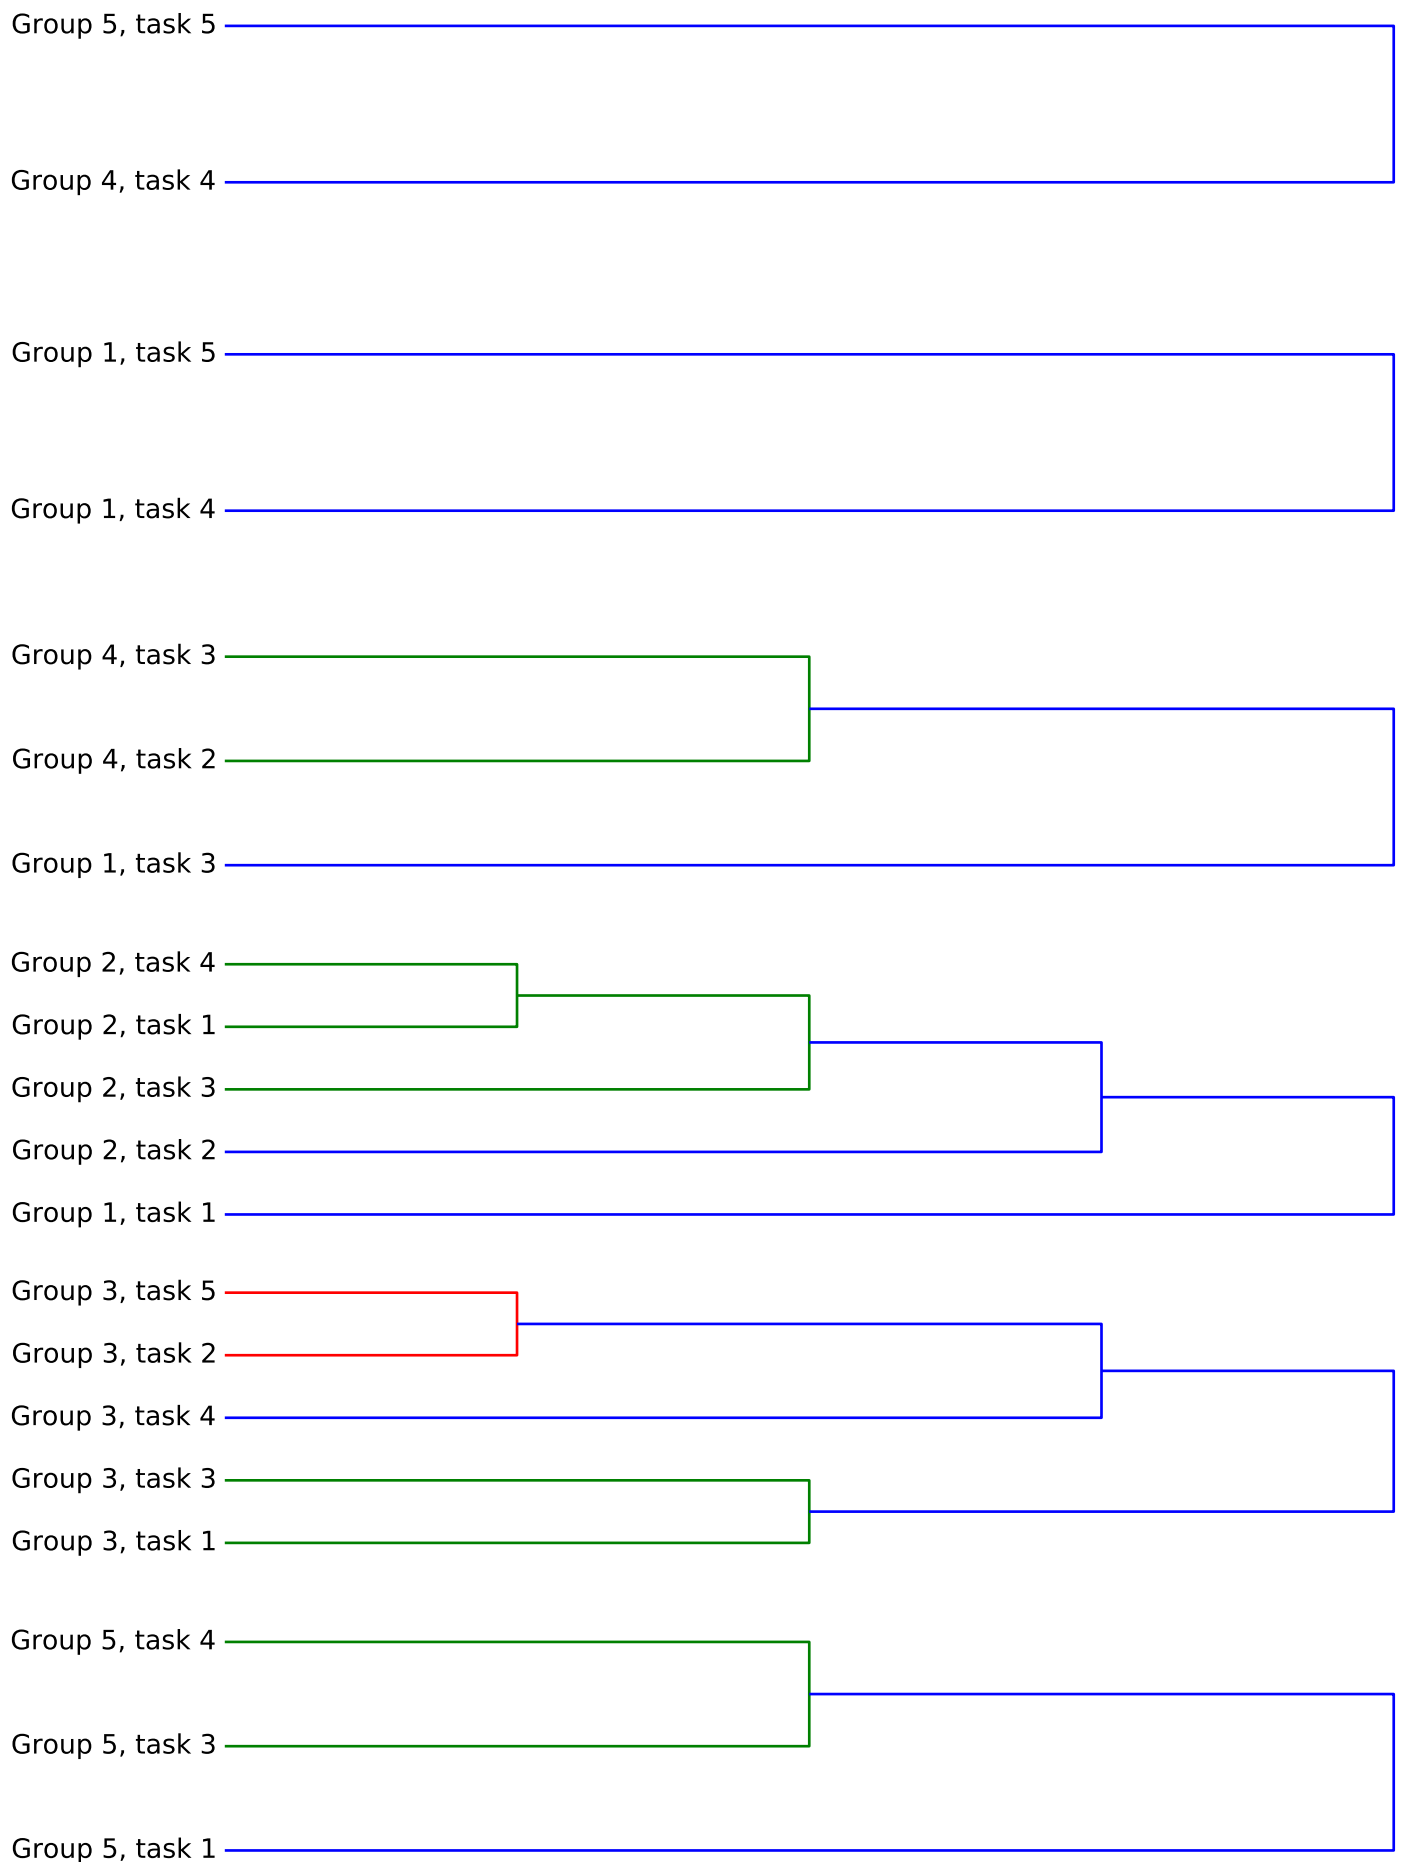 Group 5, task 5
Group 4, task 4
Group 1, task 5
Group 1, task 4
Group 4, task 3
Group 4, task 2
Group 1, task 3
Group 2, task 4
Group 2, task 1
Group 2, task 3
Group 2, task 2
Group 1, task 1
Group 3, task 5
Group 3, task 2
Group 3, task 4
Group 3, task 3
Group 3, task 1
Group 5, task 4
Group 5, task 3
Group 5, task 1